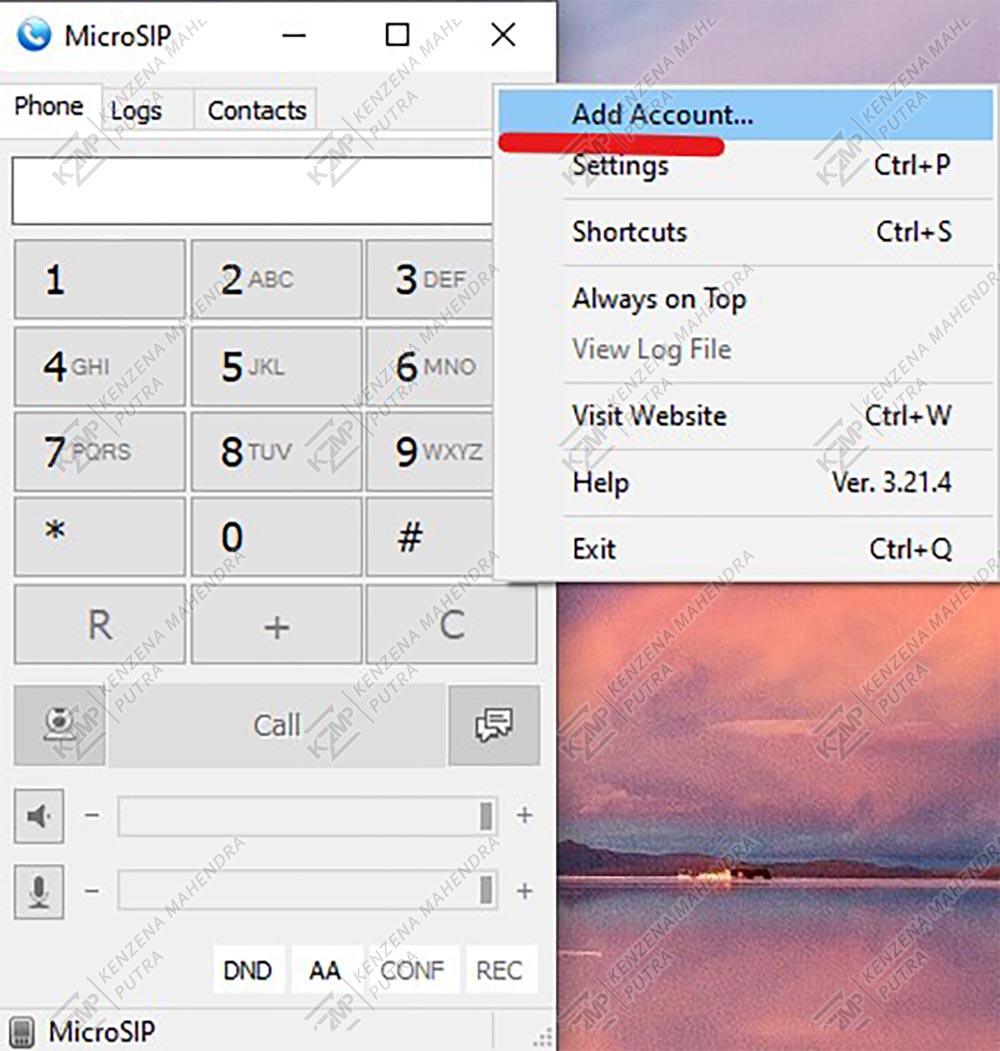 MicroSIP
Phone Logs Contacts
Add Account...
Settings Ctrl+P
Shortcuts Ctrl+S
Always on Top
View Log File
Visit Website Ctrl+W
Help Ver. 3.21.4
Exit Ctrl+Q
1 2 ABC 3 DEF
4 GHI 5 JKL 6 MNO
7 PQRS 8 TUV 9 WXYZ
* 0 #
R + C
Call
- +
- +
DND AA CONF REC
MicroSIP
KZMP KENZENA MAHENDRA PUTRA